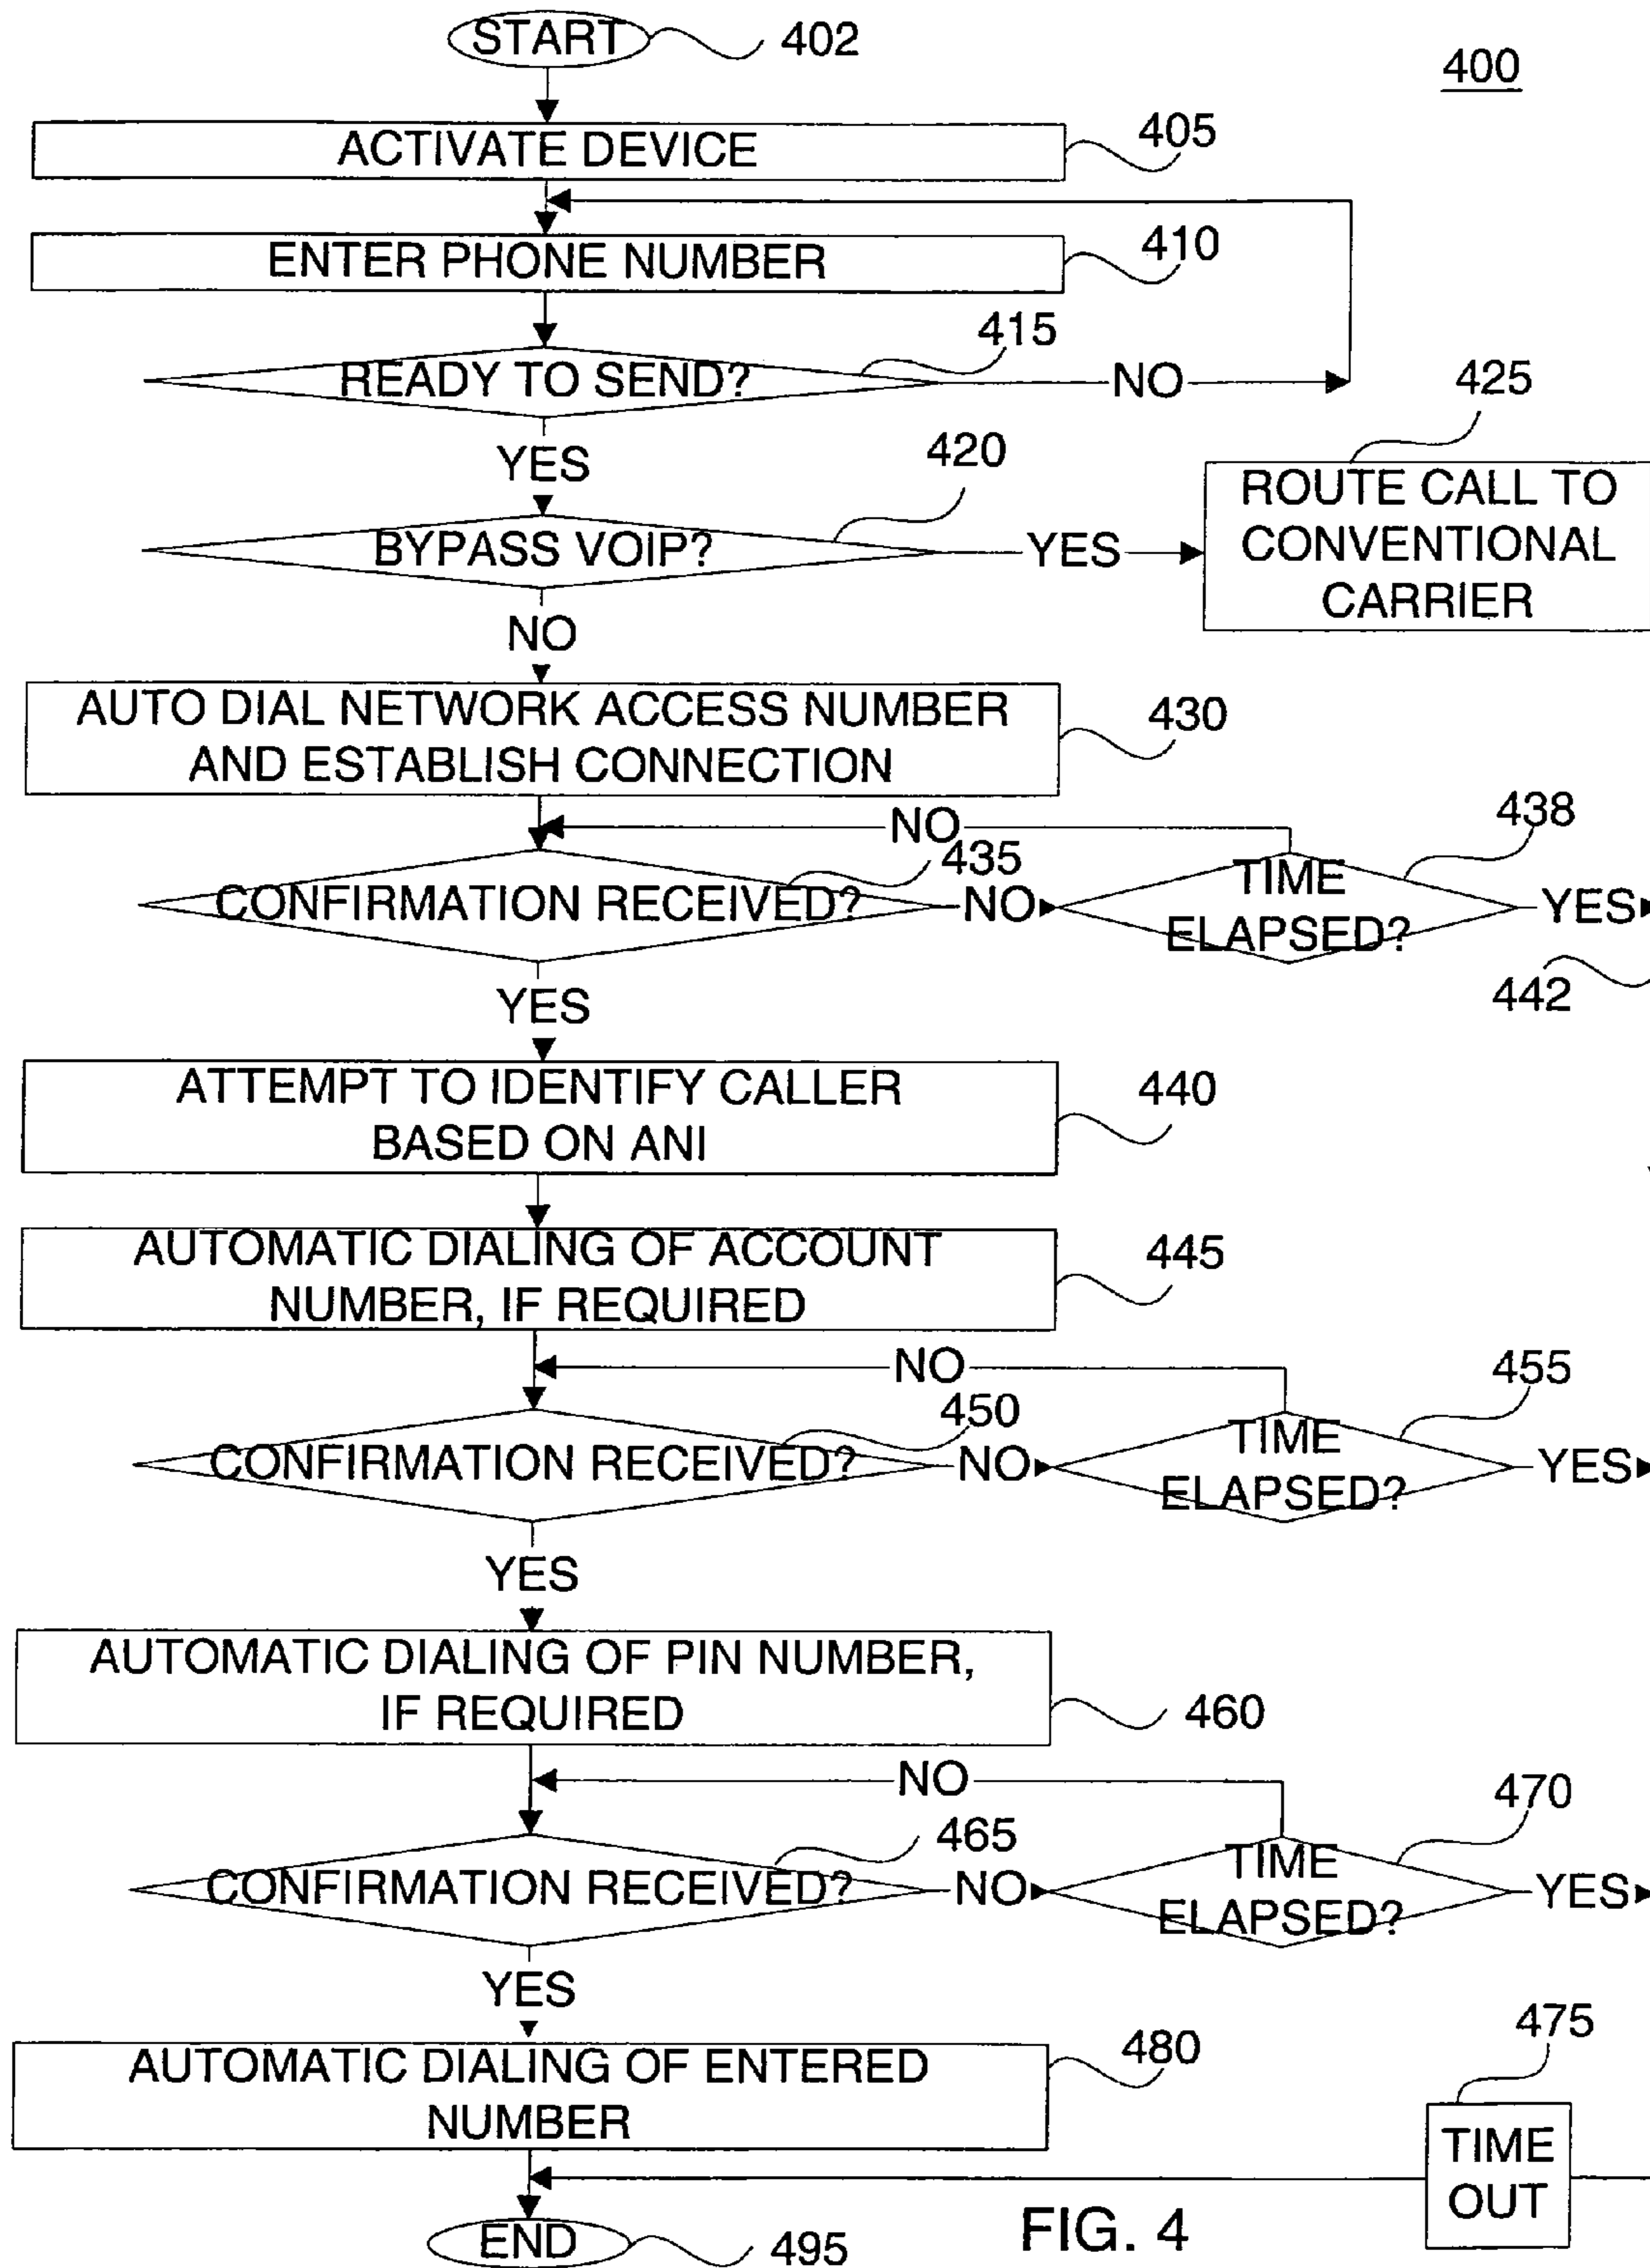 START
402
400
ACTIVATE DEVICE
405
ENTER PHONE NUMBER
410
READY TO SEND?
415
NO
YES
425
BYPASS VOIP?
420
YES
ROUTE CALL TO
CONVENTIONAL
CARRIER
NO
AUTO DIAL NETWORK ACCESS NUMBER
AND ESTABLISH CONNECTION
430
NO
438
CONFIRMATION RECEIVED?
435
NO
TIME
ELAPSED?
YES
442
YES
ATTEMPT TO IDENTIFY CALLER
BASED ON ANI
440
AUTOMATIC DIALING OF ACCOUNT
NUMBER, IF REQUIRED
445
NO
455
CONFIRMATION RECEIVED?
450
NO
TIME
ELAPSED?
YES
YES
AUTOMATIC DIALING OF PIN NUMBER,
IF REQUIRED
460
NO
470
CONFIRMATION RECEIVED?
465
NO
TIME
ELAPSED?
YES
YES
475
AUTOMATIC DIALING OF ENTERED
NUMBER
480
TIME
OUT
END
495
FIG. 4